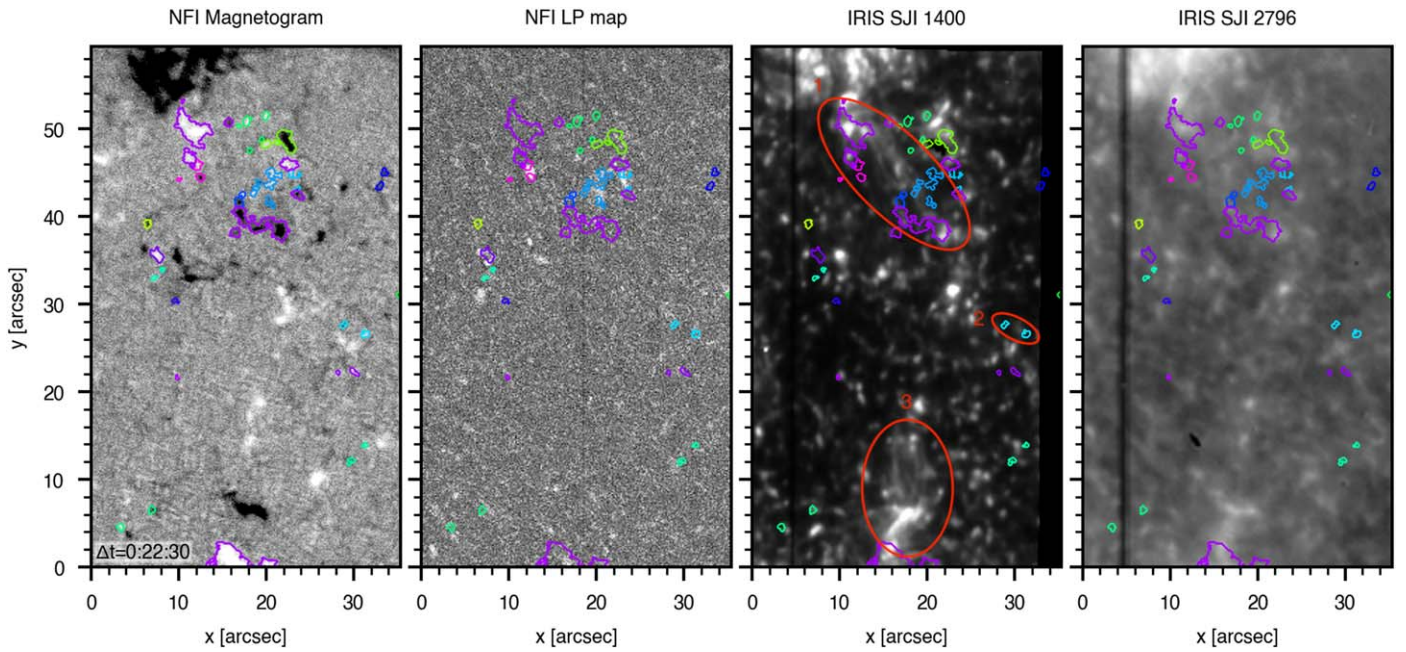 NFI Magnetogram NFI LP map IRIS SJI 1400 IRIS SJI 2796
1
50
40
30
2
20
3
10
Δt=0:22:30
0
0 10 20 30 0 10 20 30 0 10 20 30 0 10 20 30
x [arcsec] x [arcsec] x [arcsec] x [arcsec]
y [arcsec]